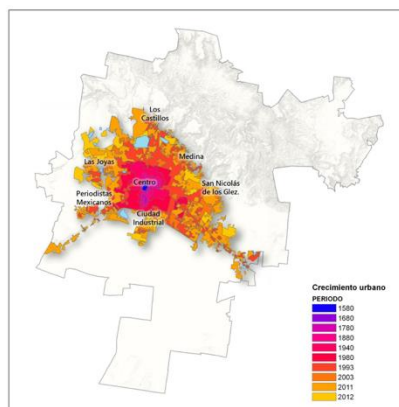 Los
Castillos
Las Joyas
Medina
Centro
San Nicolás
de los Glez.
Periodistas
Mexicanos
Ciudad
Industrial
Crecimiento urbano
PERIODO
1580
1680
1780
1880
1940
1980
1993
2003
2011
2012